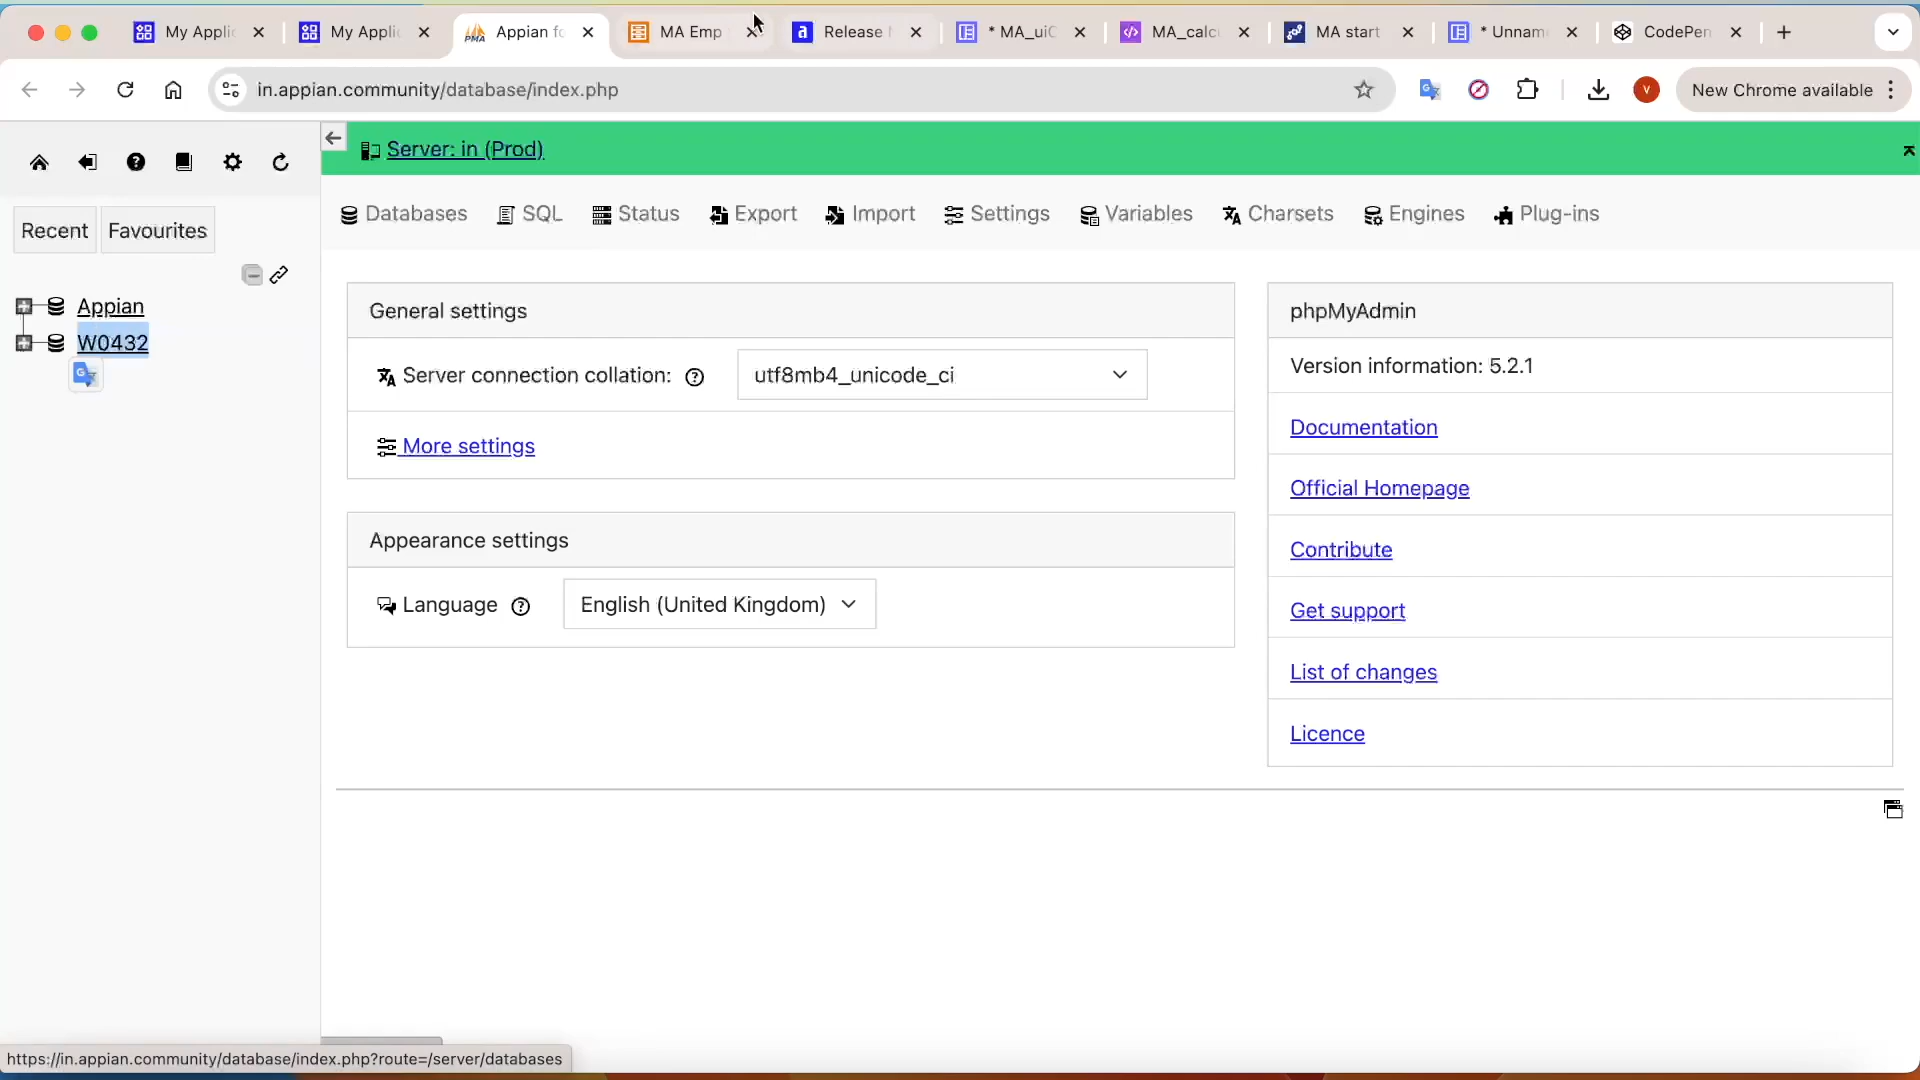 My Applic
My Applic
Appian fo
MA Emp
Release N
* MA_uiC
MA_calcu
MA start
* Unnam
CodePen
in.appian.community/database/index.php
V
New Chrome available
Server: in (Prod)
Databases
SQL
Status
Export
Import
Settings
Variables
Charsets
Engines
Plug-ins
Recent
Favourites
Appian
W0432
General settings
Server connection collation:
utf8mb4_unicode_ci
More settings
Appearance settings
Language
English (United Kingdom)
phpMyAdmin
Version information: 5.2.1
Documentation
Official Homepage
Contribute
Get support
List of changes
Licence
https://in.appian.community/database/index.php?route=/server/databases